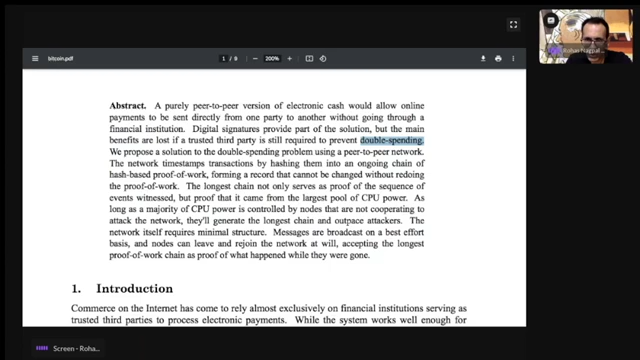 bitcoin.pdf
1 / 9
200%
Rohas Nagpal
Abstract. A purely peer-to-peer version of electronic cash would allow online
payments to be sent directly from one party to another without going through a
financial institution. Digital signatures provide part of the solution, but the main
benefits are lost if a trusted third party is still required to prevent double-spending.
We propose a solution to the double-spending problem using a peer-to-peer network.
The network timestamps transactions by hashing them into an ongoing chain of
hash-based proof-of-work, forming a record that cannot be changed without redoing
the proof-of-work. The longest chain not only serves as proof of the sequence of
events witnessed, but proof that it came from the largest pool of CPU power. As
long as a majority of CPU power is controlled by nodes that are not cooperating to
attack the network, they'll generate the longest chain and outpace attackers. The
network itself requires minimal structure. Messages are broadcast on a best effort
basis, and nodes can leave and rejoin the network at will, accepting the longest
proof-of-work chain as proof of what happened while they were gone.
1. Introduction
Commerce on the Internet has come to rely almost exclusively on financial institutions serving as
trusted third parties to process electronic payments. While the system works well enough for
Screen - Roha...